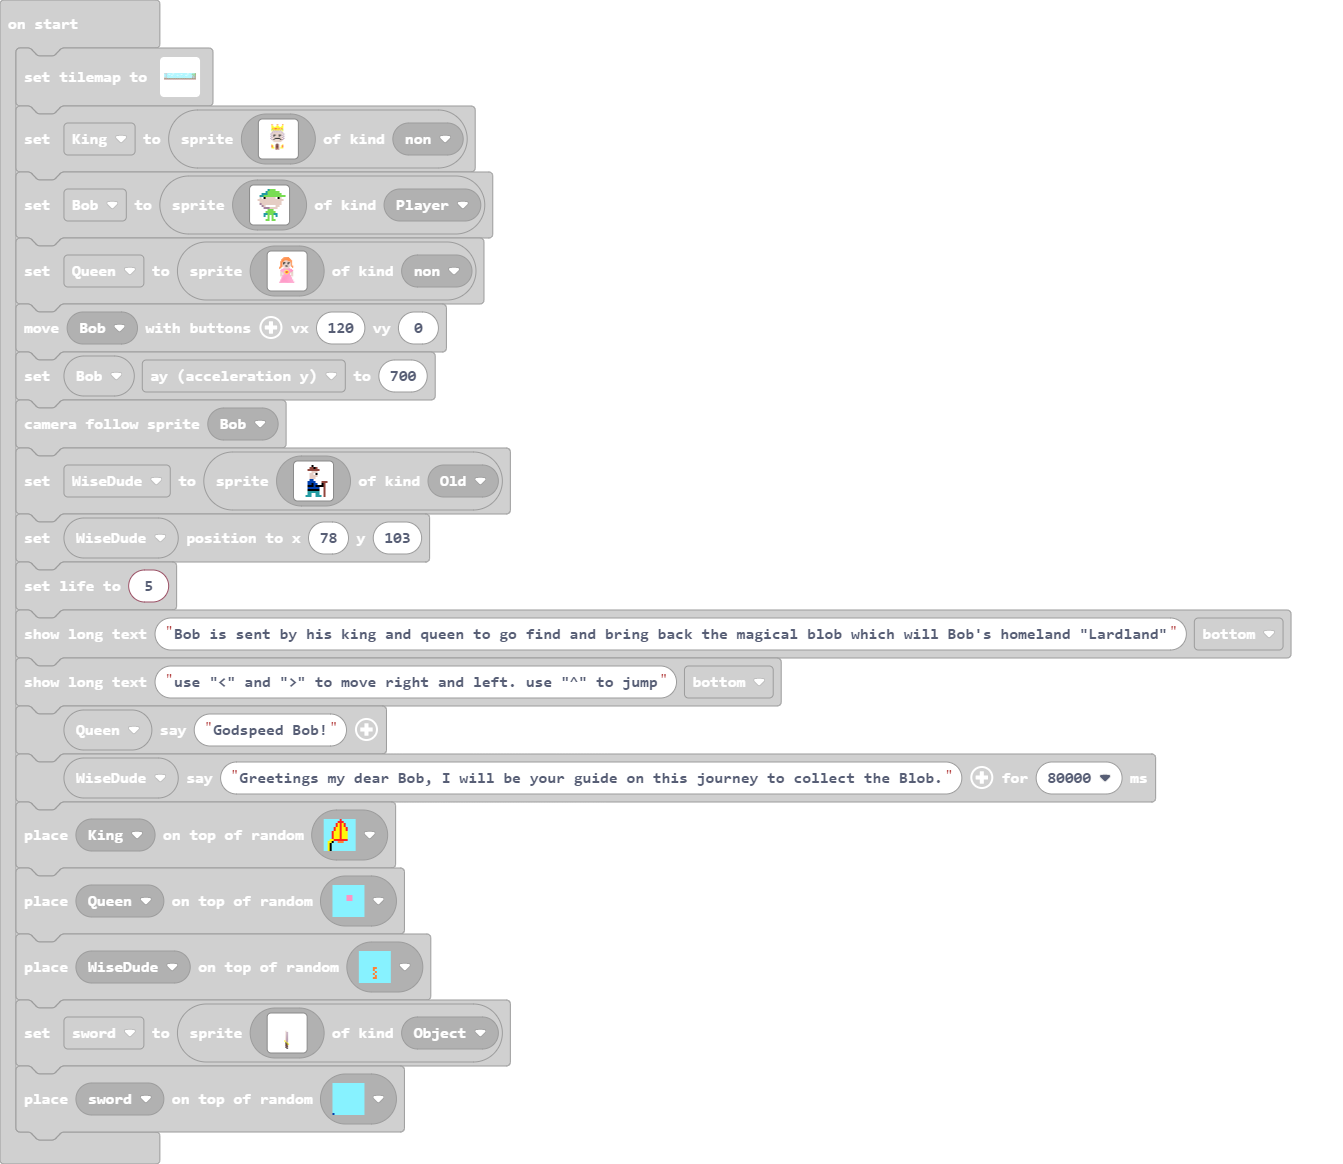 on start
set tilemap to
set King to sprite of kind non
set Bob to sprite of kind Player
set Queen to sprite of kind non
move Bob with buttons vx 120 vy 0
set Bob ay (acceleration y) to 700
camera follow sprite Bob
set WiseDude to sprite of kind Old
set WiseDude position to x 78 y 103
set life to 5
show long text "Bob is sent by his king and queen to go find and bring back the magical blob which will Bob's homeland "Lardland"" bottom
show long text "use "<" and ">" to move right and left. use "^" to jump" bottom
Queen say "Godspeed Bob!"
WiseDude say "Greetings my dear Bob, I will be your guide on this journey to collect the Blob." for 80000 ms
place King on top of random
place Queen on top of random
place WiseDude on top of random
set sword to sprite of kind Object
place sword on top of random